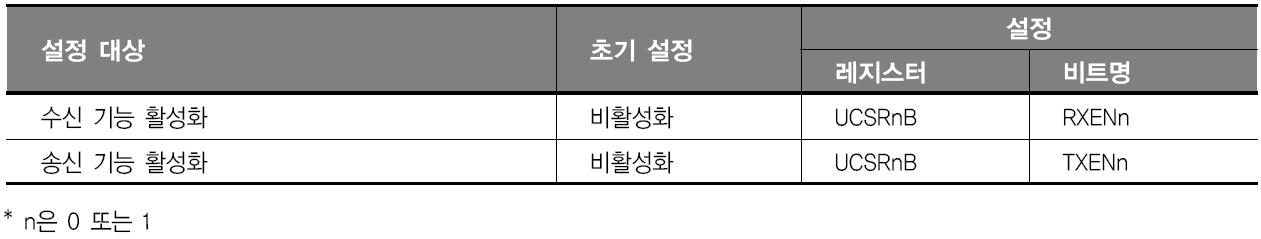 설정 대상 초기 설정 설정
레지스터 비트명
수신 기능 활성화 비활성화 UCSRnB RXENn
송신 기능 활성화 비활성화 UCSRnB TXENn
* n은 0 또는 1